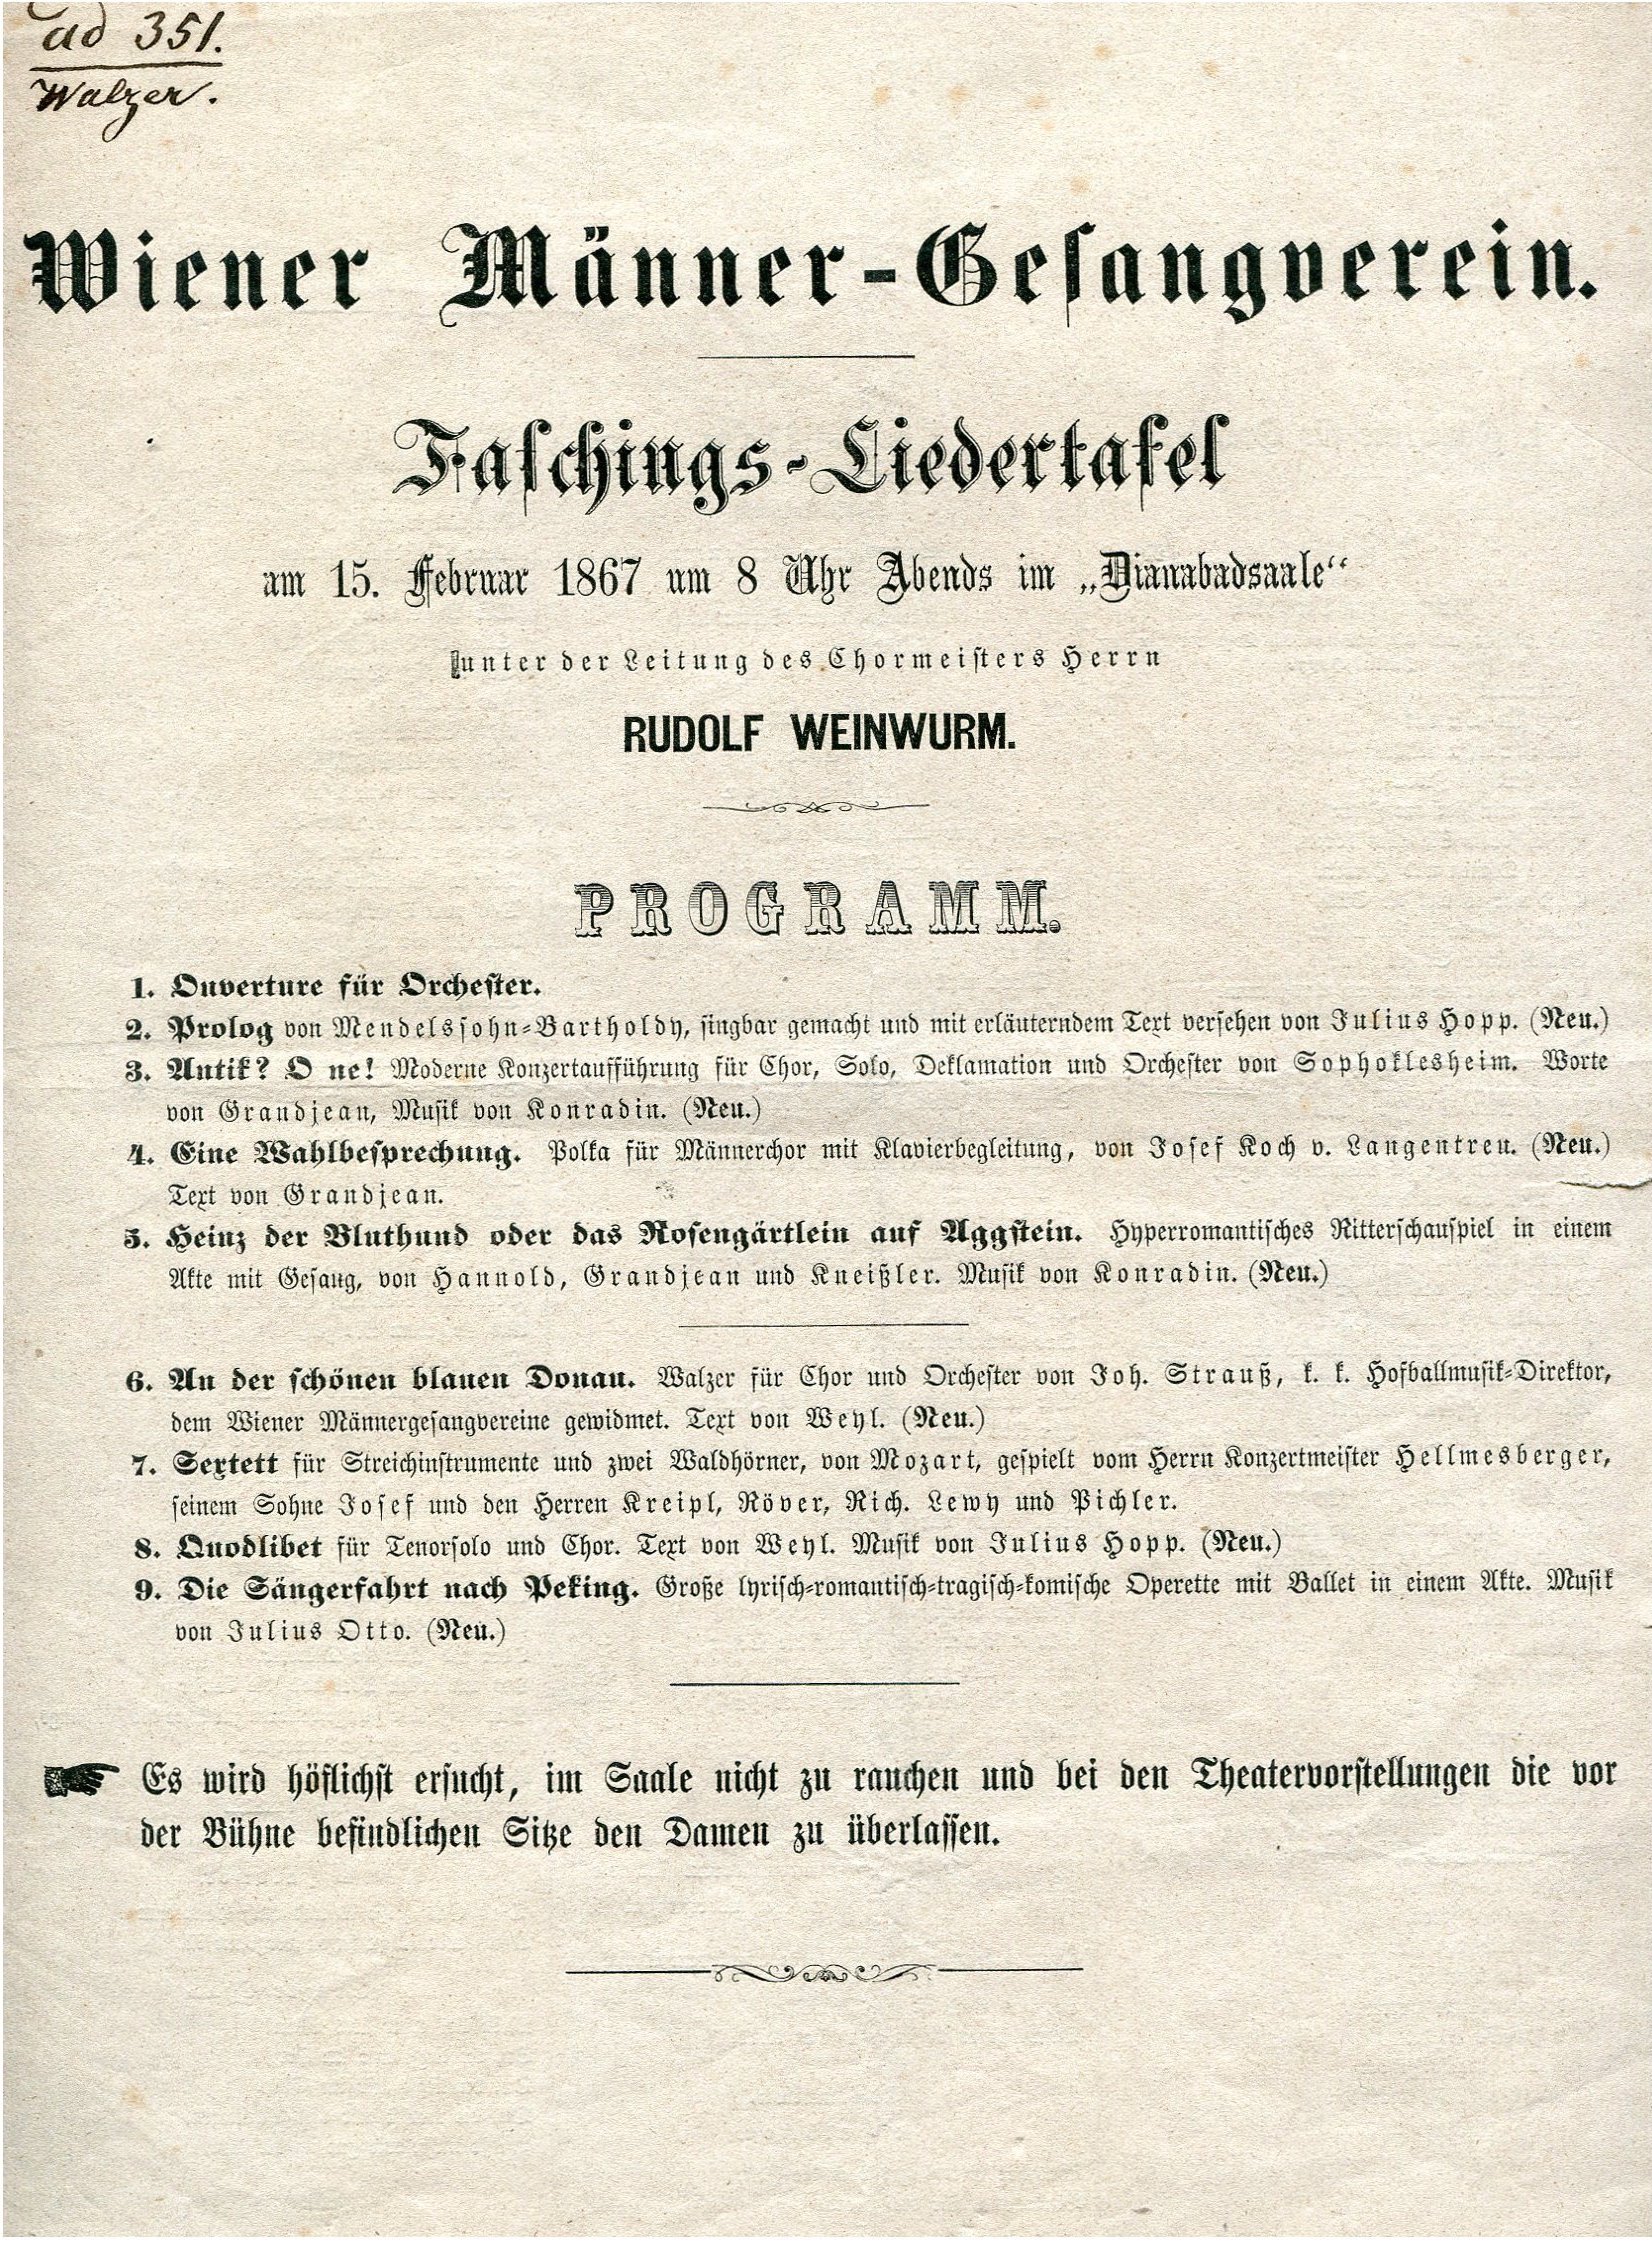 ad 351.
Walzer.
Wiener Männer-Gesangverein.
Faschings-Liedertafel
am 15. Februar 1867 um 8 Uhr Abends im „Dianabadsaale“
unter der Leitung des Chormeisters Herrn
RUDOLF WEINWURM.
PROGRAMM.
1. Ouverture für Orchester.
2. Prolog von Mendelssohn-Bartholdy, singbar gemacht und mit erläuterndem Text versehen von Julius Hopp. (Neu.)
3. Antik? O ne! Moderne Konzertaufführung für Chor, Solo, Deklamation und Orchester von Sophoklesheim. Worte
von Grandjean, Musik von Konradin. (Neu.)
4. Eine Wahlbesprechung. Polka für Männerchor mit Klavierbegleitung, von Josef Koch v. Langentreu. (Neu.)
Text von Grandjean.
5. Heinz der Bluthund oder das Rosengärtlein auf Aggstein. Hyperromantisches Ritterschauspiel in einem
Akte mit Gesang, von Hannold, Grandjean und Kneißler. Musik von Konradin. (Neu.)
6. An der schönen blauen Donau. Walzer für Chor und Orchester von Joh. Strauß, k. k. Hofballmusik-Direktor,
dem Wiener Männergesangvereine gewidmet. Text von Weyl. (Neu.)
7. Sextett für Streichinstrumente und zwei Waldhörner, von Mozart, gespielt vom Herrn Konzertmeister Hellmesberger,
seinem Sohne Josef und den Herren Kreipl, Röver, Rich. Lewy und Pichler.
8. Quodlibet für Tenorsolo und Chor. Text von Weyl. Musik von Julius Hopp. (Neu.)
9. Die Sängerfahrt nach Peking. Große lyrisch-romantisch-tragisch-komische Operette mit Ballet in einem Akte. Musik
von Julius Otto. (Neu.)
Es wird höflichst ersucht, im Saale nicht zu rauchen und bei den Theatervorstellungen die vor
der Bühne befindlichen Sitze den Damen zu überlassen.